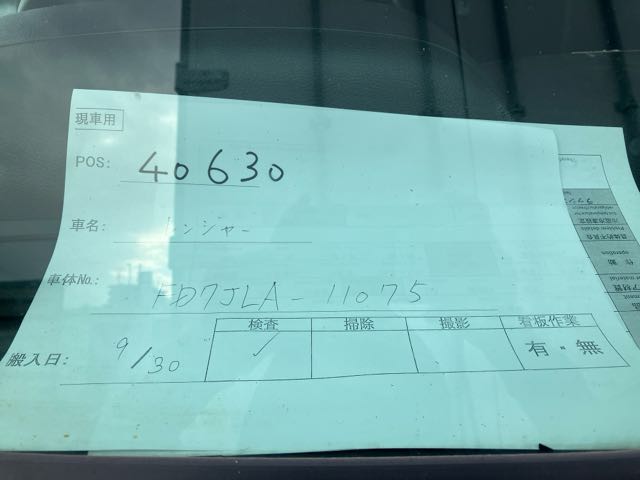 現車用
POS: 40630
車名: レンジャー
車体No.: FD7JLA-11075
検査 掃除 撮影 看板作業
搬入日: 9/30 ✓ 有・無
operation